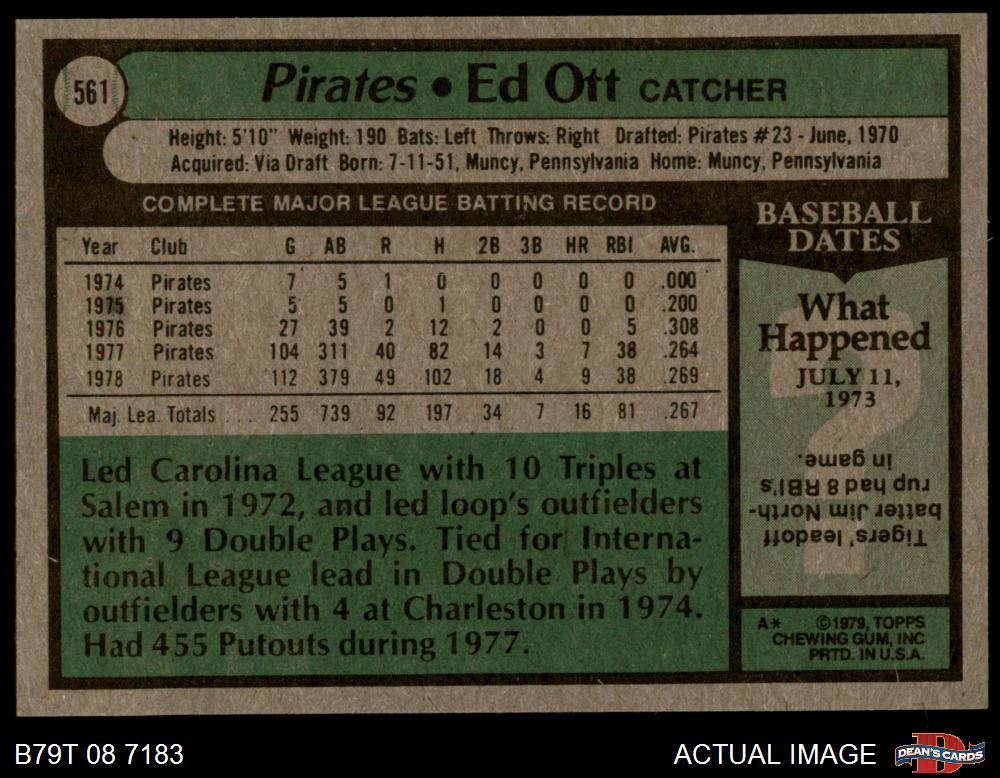 561
Pirates • Ed Ott CATCHER
Height: 5'10" Weight: 190 Bats: Left Throws: Right Drafted: Pirates #23 - June, 1970
Acquired: Via Draft Born: 7-11-51, Muncy, Pennsylvania Home: Muncy, Pennsylvania
COMPLETE MAJOR LEAGUE BATTING RECORD
Year Club G AB R H 2B 3B HR RBI AVG.
1974 Pirates 7 5 1 0 0 0 0 0 .000
1975 Pirates 5 5 0 1 0 0 0 0 .200
1976 Pirates 27 39 2 12 2 0 0 5 .308
1977 Pirates 104 311 40 82 14 3 7 38 .264
1978 Pirates 112 379 49 102 18 4 9 38 .269
Maj. Lea. Totals . . . 255 739 92 197 34 7 16 81 .267
Led Carolina League with 10 Triples at
Salem in 1972, and led loop's outfielders
with 9 Double Plays. Tied for Interna-
tional League lead in Double Plays by
outfielders with 4 at Charleston in 1974.
Had 455 Putouts during 1977.
BASEBALL
DATES
What
Happened
JULY 11,
1973
?
Tigers' leadoff
batter Jim North-
rup had 8 RBI's
in game.
A* ©1979, TOPPS
CHEWING GUM, INC
PRTD. IN U.S.A.
B79T 08 7183
ACTUAL IMAGE
D
DEAN'S CARDS